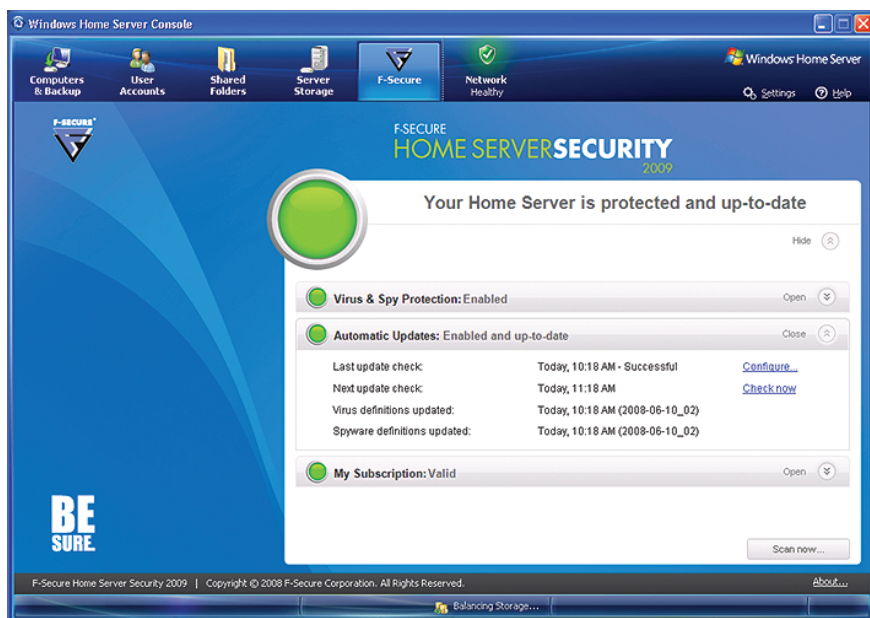 Windows Home Server Console
Computers & Backup
User Accounts
Shared Folders
Server Storage
F-Secure
Network Healthy
Windows Home Server
Settings
Help
F-SECURE
F-SECURE
HOME SERVERSECURITY
2009
Your Home Server is protected and up-to-date
Hide
Virus & Spy Protection: Enabled
Open
Automatic Updates: Enabled and up-to-date
Close
Last update check: Today, 10:18 AM - Successful Configure...
Next update check: Today, 11:18 AM Check now
Virus definitions updated: Today, 10:18 AM (2008-06-10_02)
Spyware definitions updated: Today, 10:18 AM (2008-06-10_02)
My Subscription: Valid
Open
BE
SURE.
Scan now...
F-Secure Home Server Security 2009 | Copyright © 2008 F-Secure Corporation. All Rights Reserved.
About...
Balancing Storage...